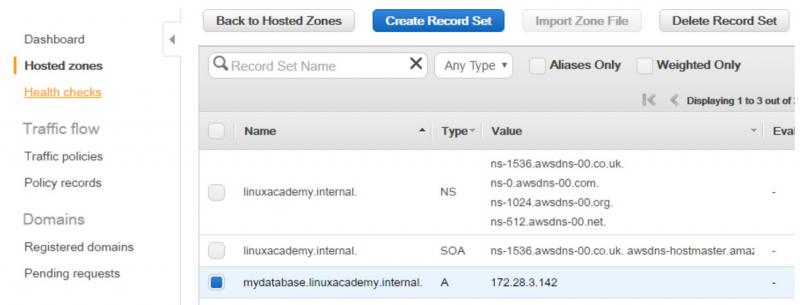 Back to Hosted Zones Create Record Set Import Zone File Delete Record Set
Dashboard
Hosted zones
Health checks
Traffic flow
Traffic policies
Policy records
Domains
Registered domains
Pending requests
Record Set Name X Any Type Aliases Only Weighted Only
Displaying 1 to 3 out of
Name Type Value
linuxacademy.internal. NS
ns-1536.awsdns-00.co.uk.
ns-0.awsdns-00.com.
ns-1024.awsdns-00.org.
ns-512.awsdns-00.net.
-
linuxacademy.internal. SOA ns-1536.awsdns-00.co.uk. awsdns-hostmaster.amaz -
mydatabase.linuxacademy.internal. A 172.28.3.142 -